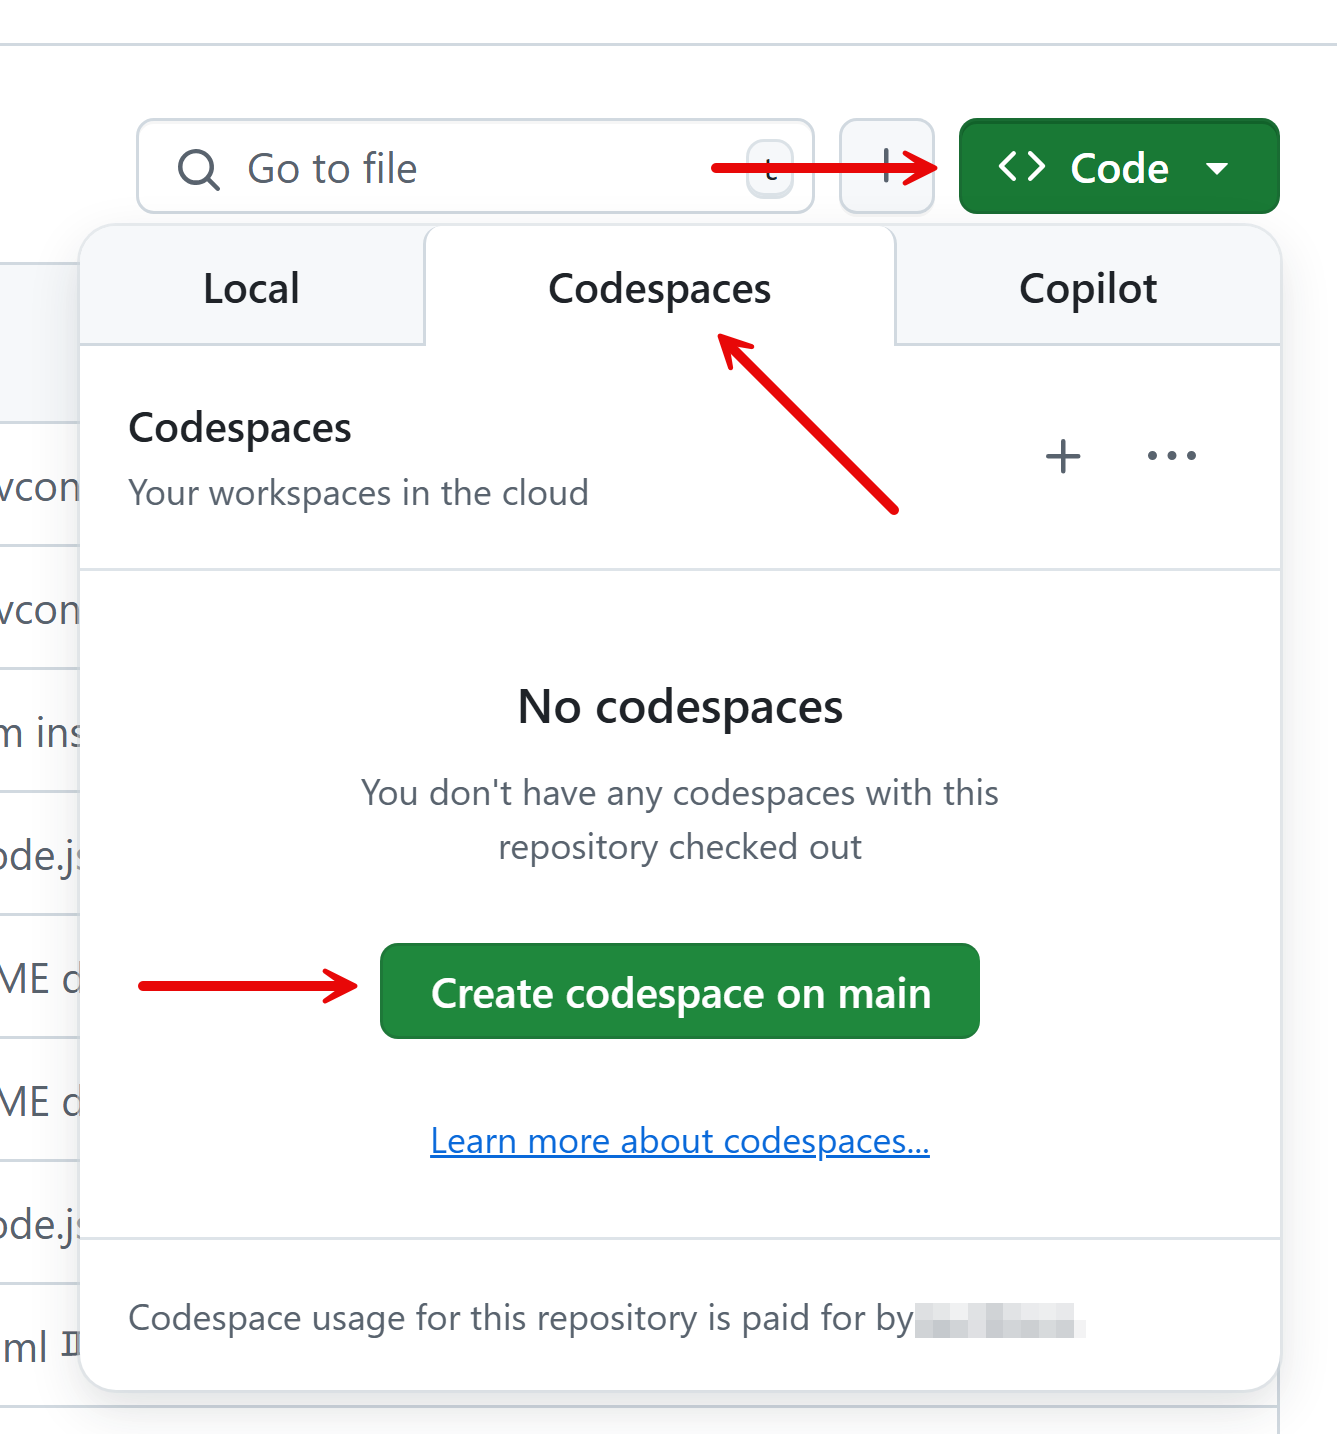 Go to file
t
Code
Local
Codespaces
Copilot
Codespaces
Your workspaces in the cloud
vcon
vcon
m ins
ode.js
ME d
ME d
ode.js
ml
No codespaces
You don't have any codespaces with this
repository checked out
Create codespace on main
Learn more about codespaces...
Codespace usage for this repository is paid for by